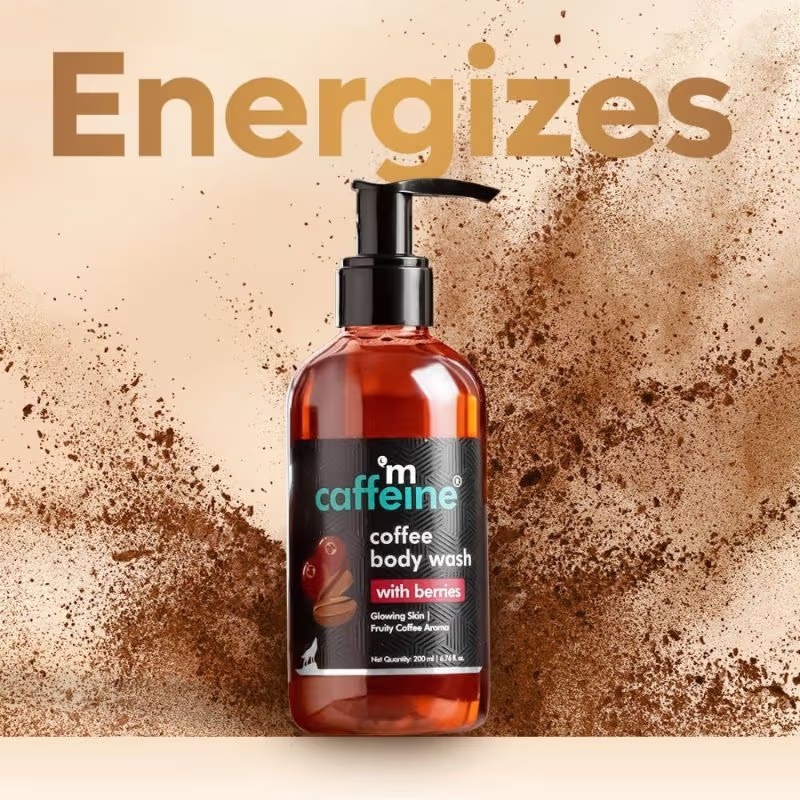 Energizes
'm
caffeine®
coffee
body wash
with berries
Glowing Skin |
Fruity Coffee Aroma
Net Quantity: 200 ml | 6.76 fl. oz.